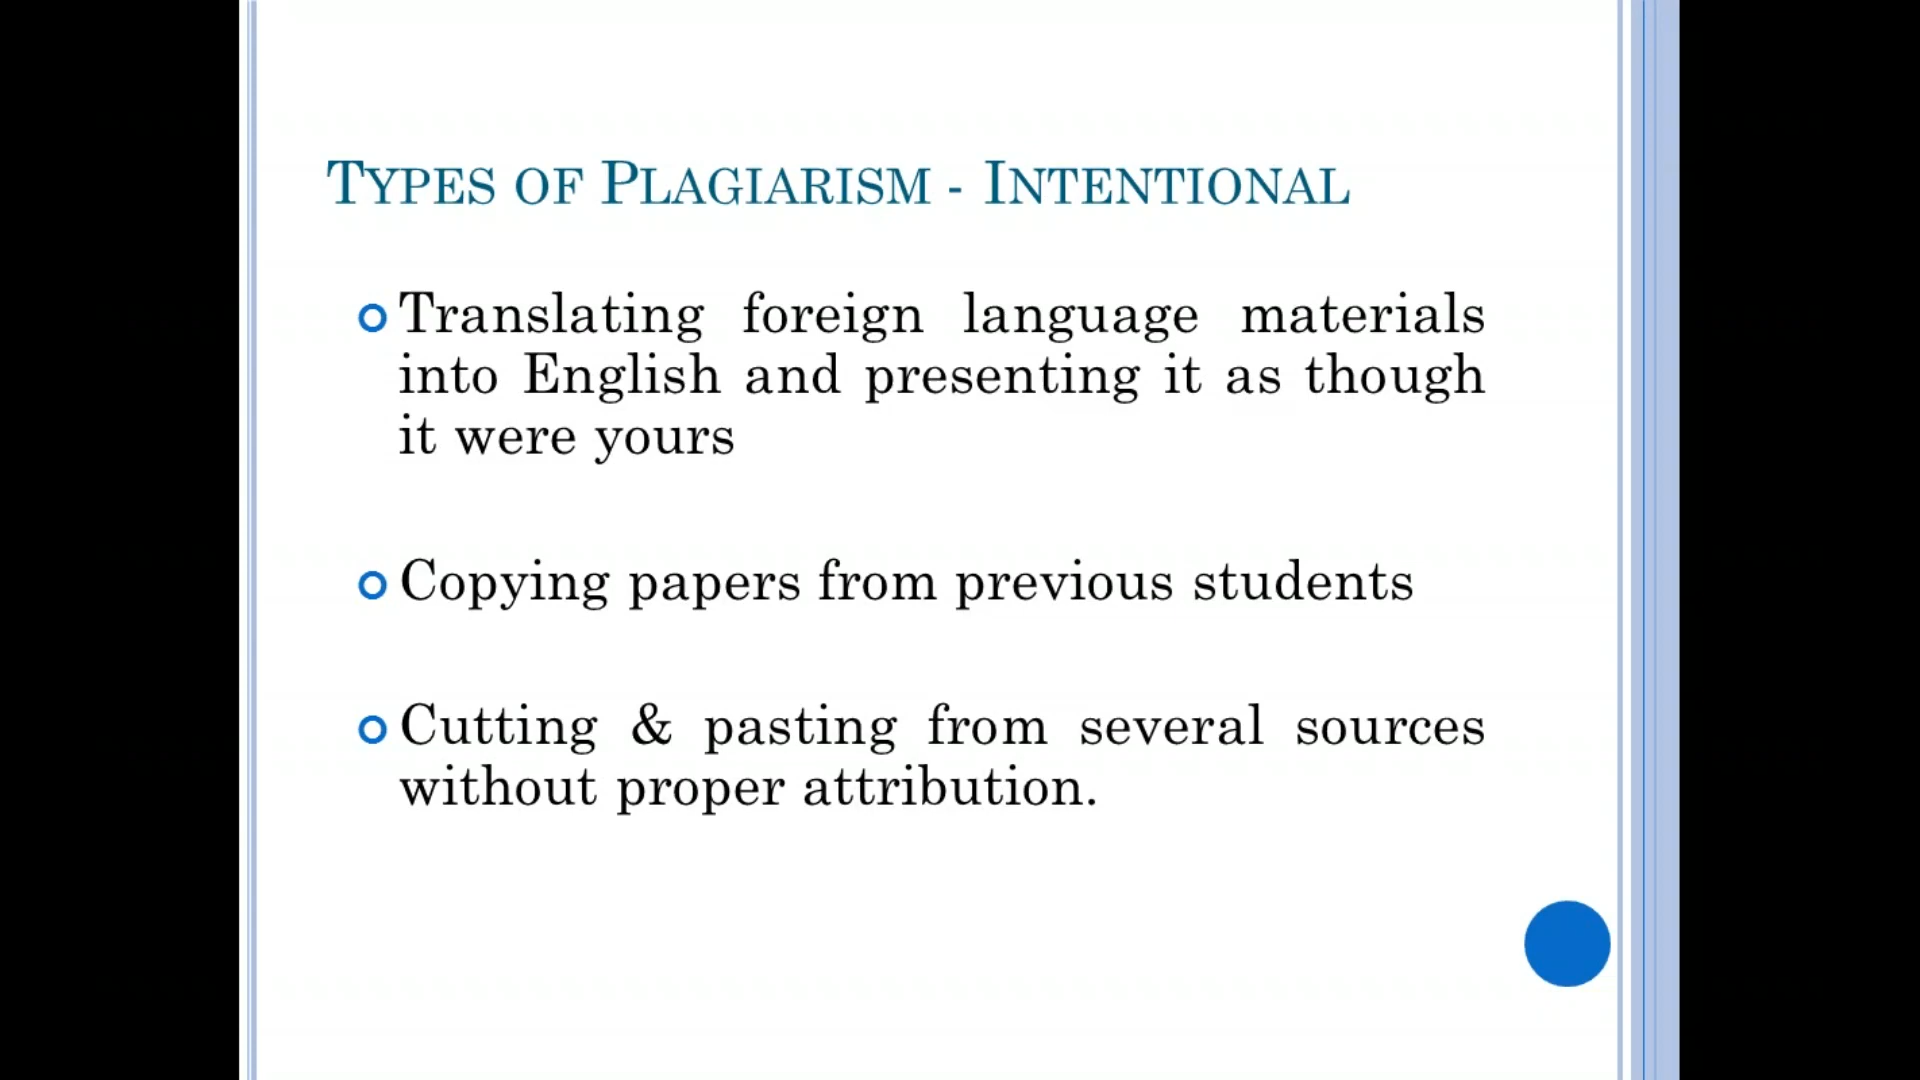 TYPES OF PLAGIARISM - INTENTIONAL
Translating foreign language materials
into English and presenting it as though
it were yours
Copying papers from previous students
Cutting & pasting from several sources
without proper attribution.